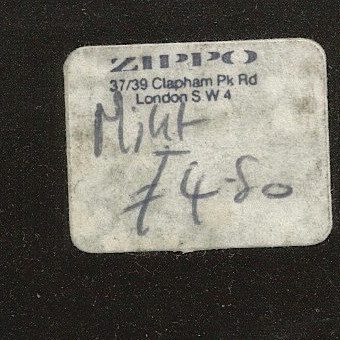 ZIPPO
37/39 Clapham Pk Rd
London S W 4
Mint
£4-80